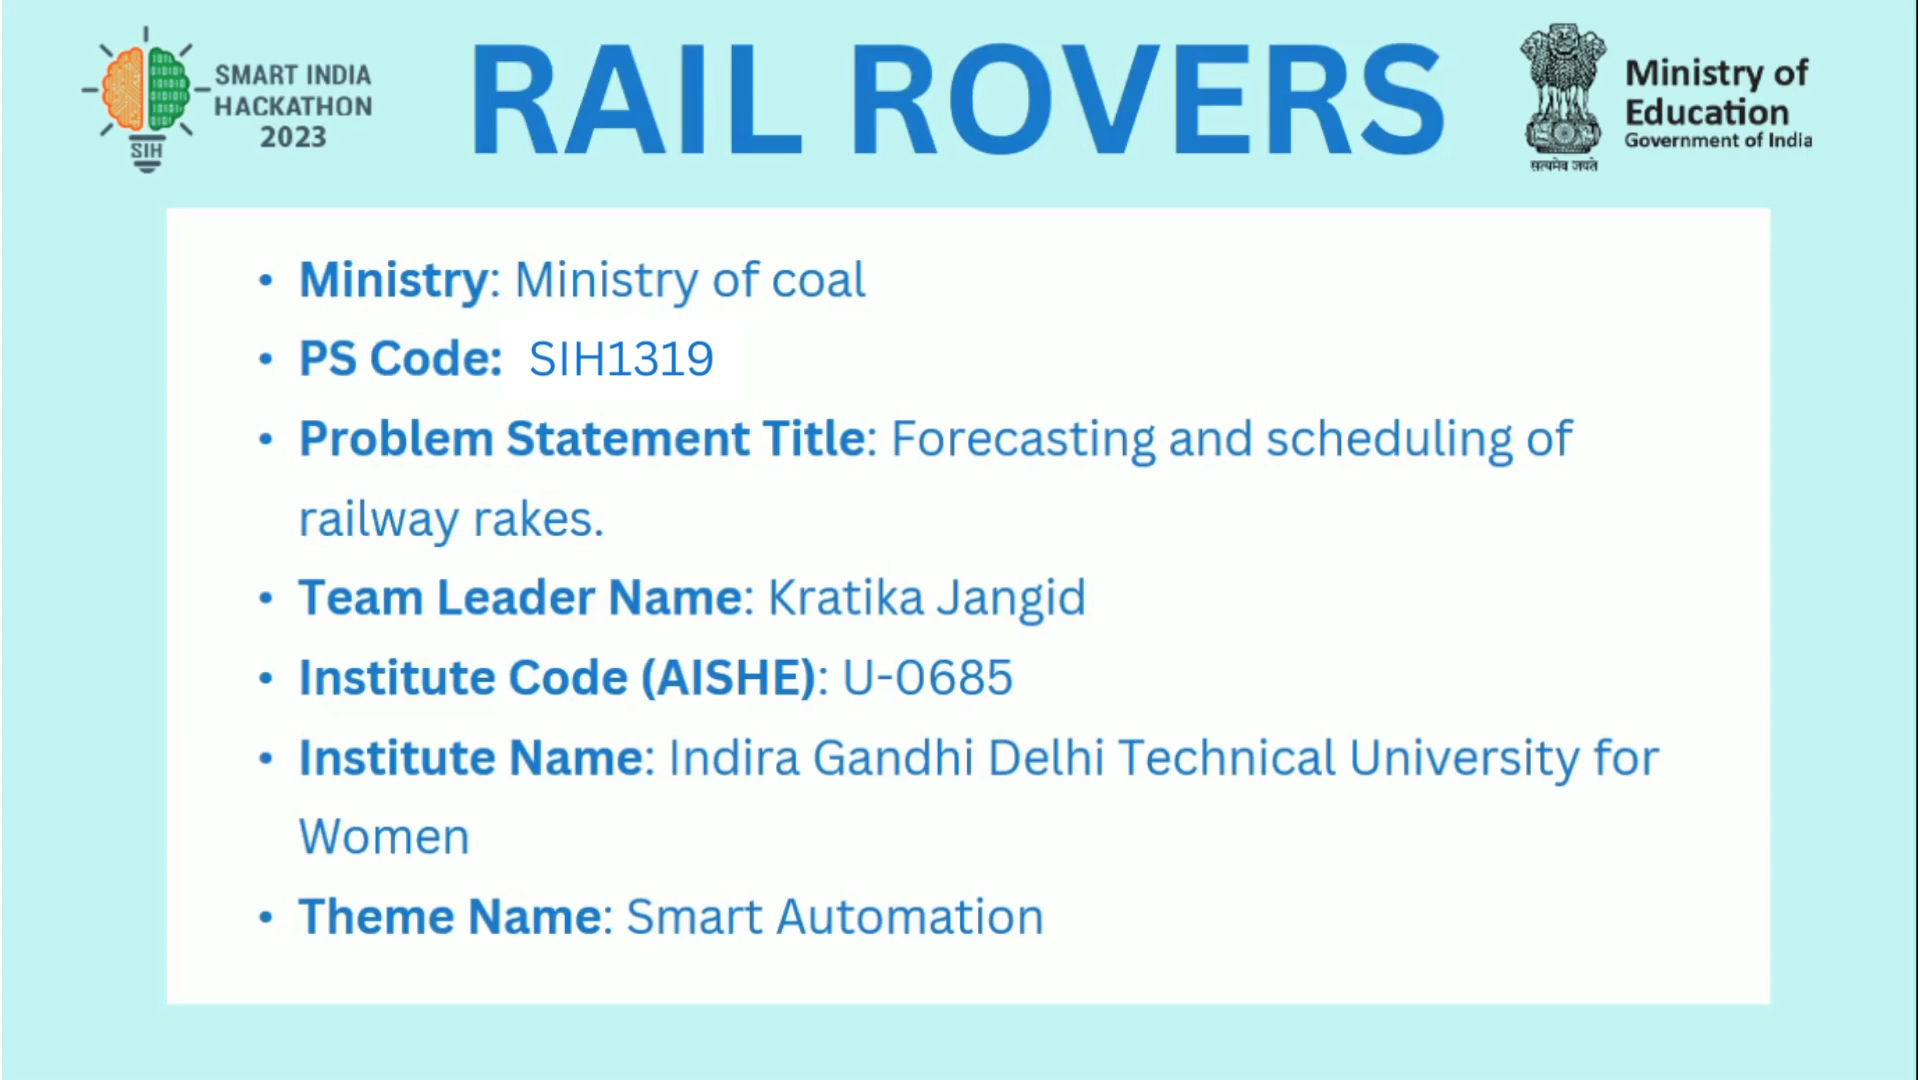 SMART INDIA
HACKATHON
2023
SIH
RAIL ROVERS
Ministry of
Education
Government of India
सत्यमेव जयते
• Ministry: Ministry of coal
• PS Code: SIH1319
• Problem Statement Title: Forecasting and scheduling of
railway rakes.
• Team Leader Name: Kratika Jangid
• Institute Code (AISHE): U-0685
• Institute Name: Indira Gandhi Delhi Technical University for
Women
• Theme Name: Smart Automation